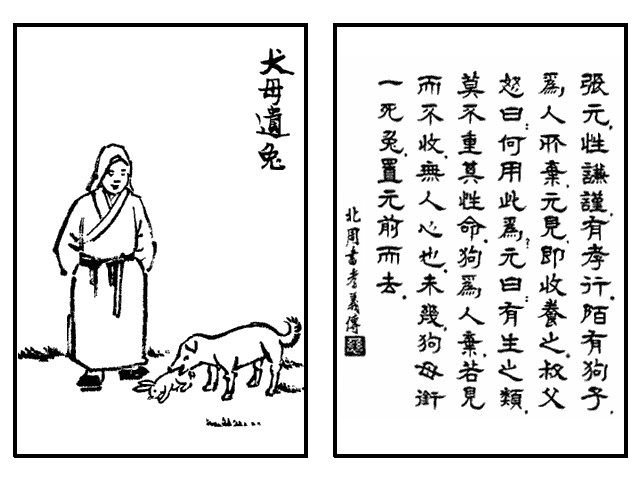 犬母遺兔
張元，性謙謹，有孝行。陌有狗子
為人所棄，元見，即收養之。叔父
怒曰：何用此為？元曰：有生之類，
莫不重其性命。狗為人棄，若見
而不收，無人心也。未幾，狗母銜
一死兔，置元前而去。
北周書孝義傳